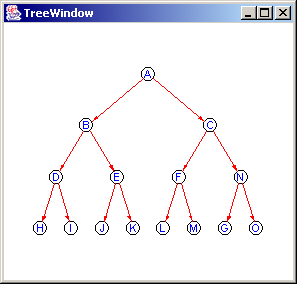 TreeWindow
A
B C
D E F N
H I J K L M G O